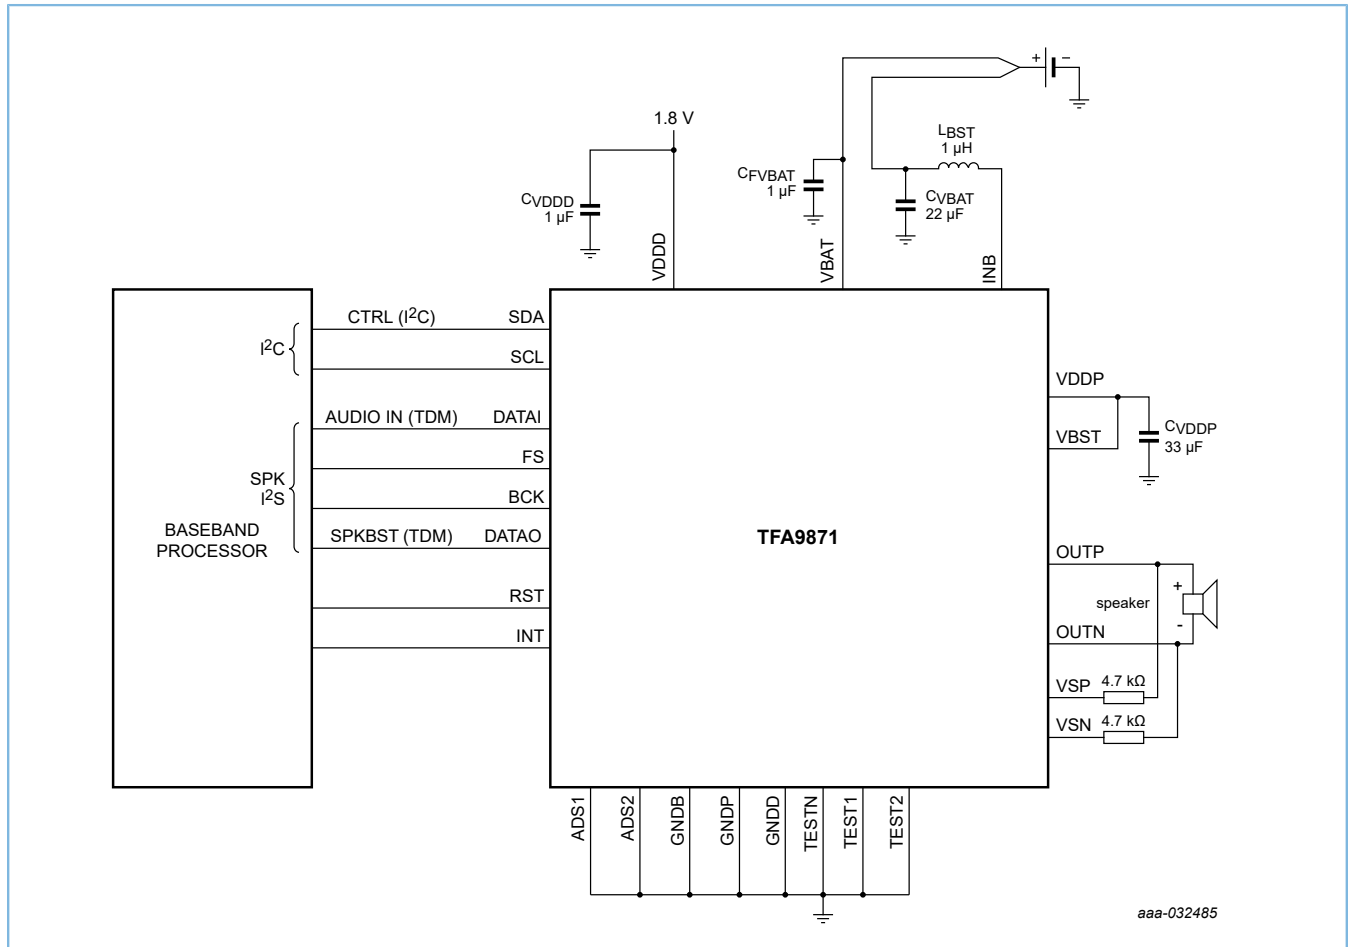 + −
1.8 V
LBST
1 µH
CFVBAT
1 µF
CVBAT
22 µF
CVDDD
1 µF
VDDD
VBAT
INB
I2C
CTRL (I2C)
SDA
SCL
AUDIO IN (TDM)
DATAI
FS
SPK
I2S
BCK
BASEBAND
PROCESSOR
SPKBST (TDM)
DATAO
RST
INT
TFA9871
VDDP
VBST
CVDDP
33 µF
OUTP
+
speaker
-
OUTN
VSP
4.7 kΩ
VSN
4.7 kΩ
ADS1
ADS2
GNDB
GNDP
GNDD
TESTN
TEST1
TEST2
aaa-032485